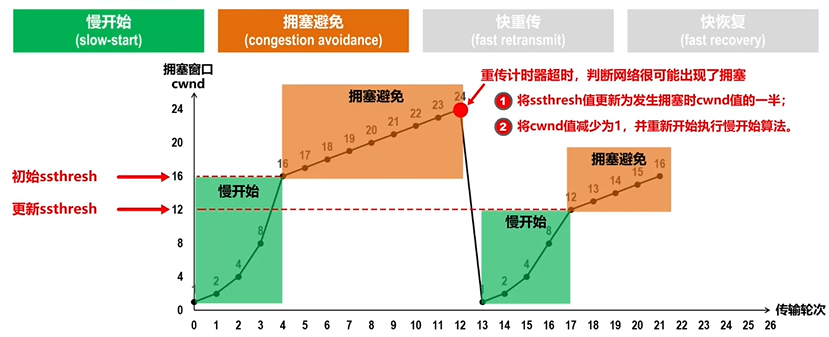 慢开始
(slow-start)
拥塞避免
(congestion avoidance)
快重传
(fast retransmit)
快恢复
(fast recovery)
拥塞窗口
cwnd
重传计时器超时，判断网络很可能出现了拥塞
1 将ssthresh值更新为发生拥塞时cwnd值的一半；
2 将cwnd值减少为1，并重新开始执行慢开始算法。
24
20
16
12
8
4
0
初始ssthresh
更新ssthresh
慢开始
拥塞避免
慢开始
拥塞避免
1 2 4 8 16 17 18 19 20 21 22 23 24 1 2 4 8 12 13 14 15 16
0 1 2 3 4 5 6 7 8 9 10 11 12 13 14 15 16 17 18 19 20 21 22 23 24 25 26
传输轮次